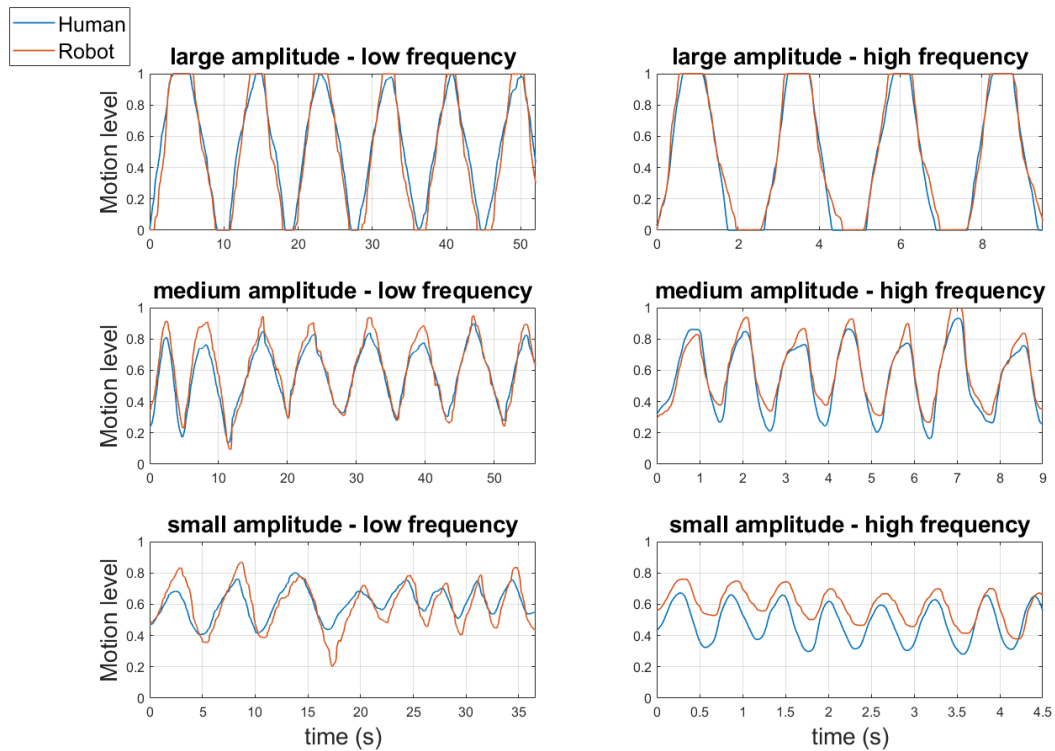 Human
Robot
large amplitude - low frequency
large amplitude - high frequency
Motion level
1
0.8
0.6
0.4
0.2
0
0 10 20 30 40 50
1
0.8
0.6
0.4
0.2
0
0 2 4 6 8
medium amplitude - low frequency
medium amplitude - high frequency
Motion level
1
0.8
0.6
0.4
0.2
0
0 10 20 30 40 50
1
0.8
0.6
0.4
0.2
0
0 1 2 3 4 5 6 7 8 9
small amplitude - low frequency
small amplitude - high frequency
Motion level
1
0.8
0.6
0.4
0.2
0
0 5 10 15 20 25 30 35
time (s)
1
0.8
0.6
0.4
0.2
0
0 0.5 1 1.5 2 2.5 3 3.5 4 4.5
time (s)